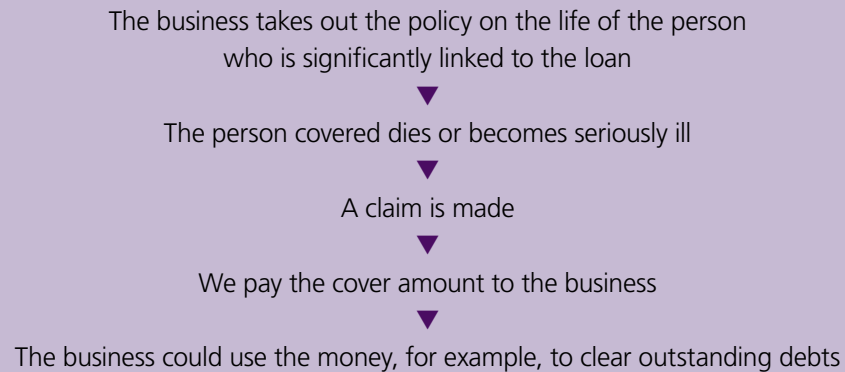 The business takes out the policy on the life of the person
who is significantly linked to the loan
The person covered dies or becomes seriously ill
A claim is made
We pay the cover amount to the business
The business could use the money, for example, to clear outstanding debts